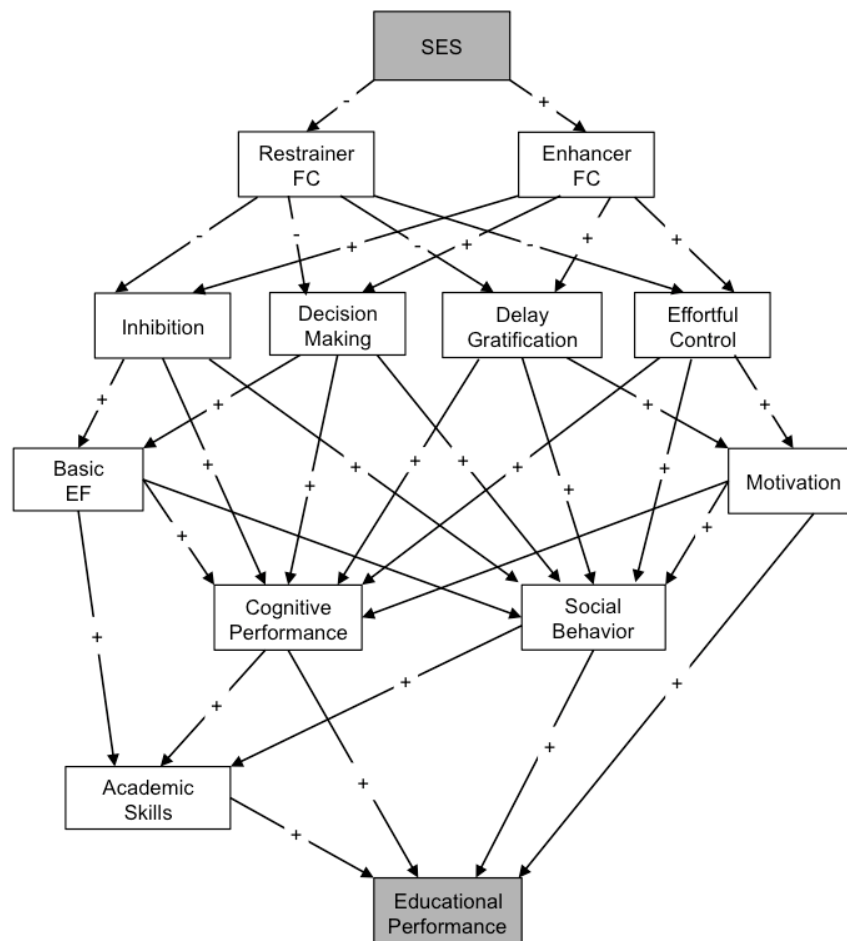 SES
-
+
Restrainer
FC
Enhancer
FC
-
-
+
-
+
-
+
+
Inhibition
Decision
Making
Delay
Gratification
Effortful
Control
+
+
+
+
+
+
+
+
+
+
+
+
Basic
EF
Motivation
+
+
Cognitive
Performance
Social
Behavior
+
+
+
+
+
+
Academic
Skills
+
Educational
Performance